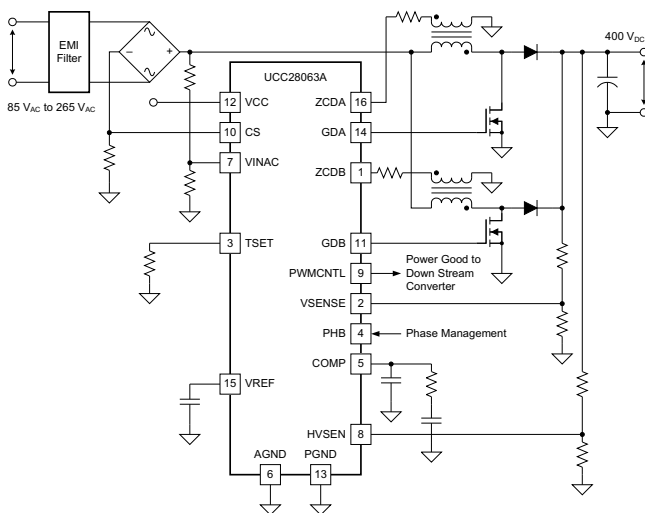 EMI
Filter
85 VAC to 265 VAC
−
+
UCC28063A
400 VDC
12 VCC
10 CS
7 VINAC
3 TSET
15 VREF
ZCDA 16
GDA 14
ZCDB 1
GDB 11
PWMCNTL 9
Power Good to
Down Stream
Converter
VSENSE 2
PHB 4
Phase Management
COMP 5
HVSEN 8
AGND
6
PGND
13